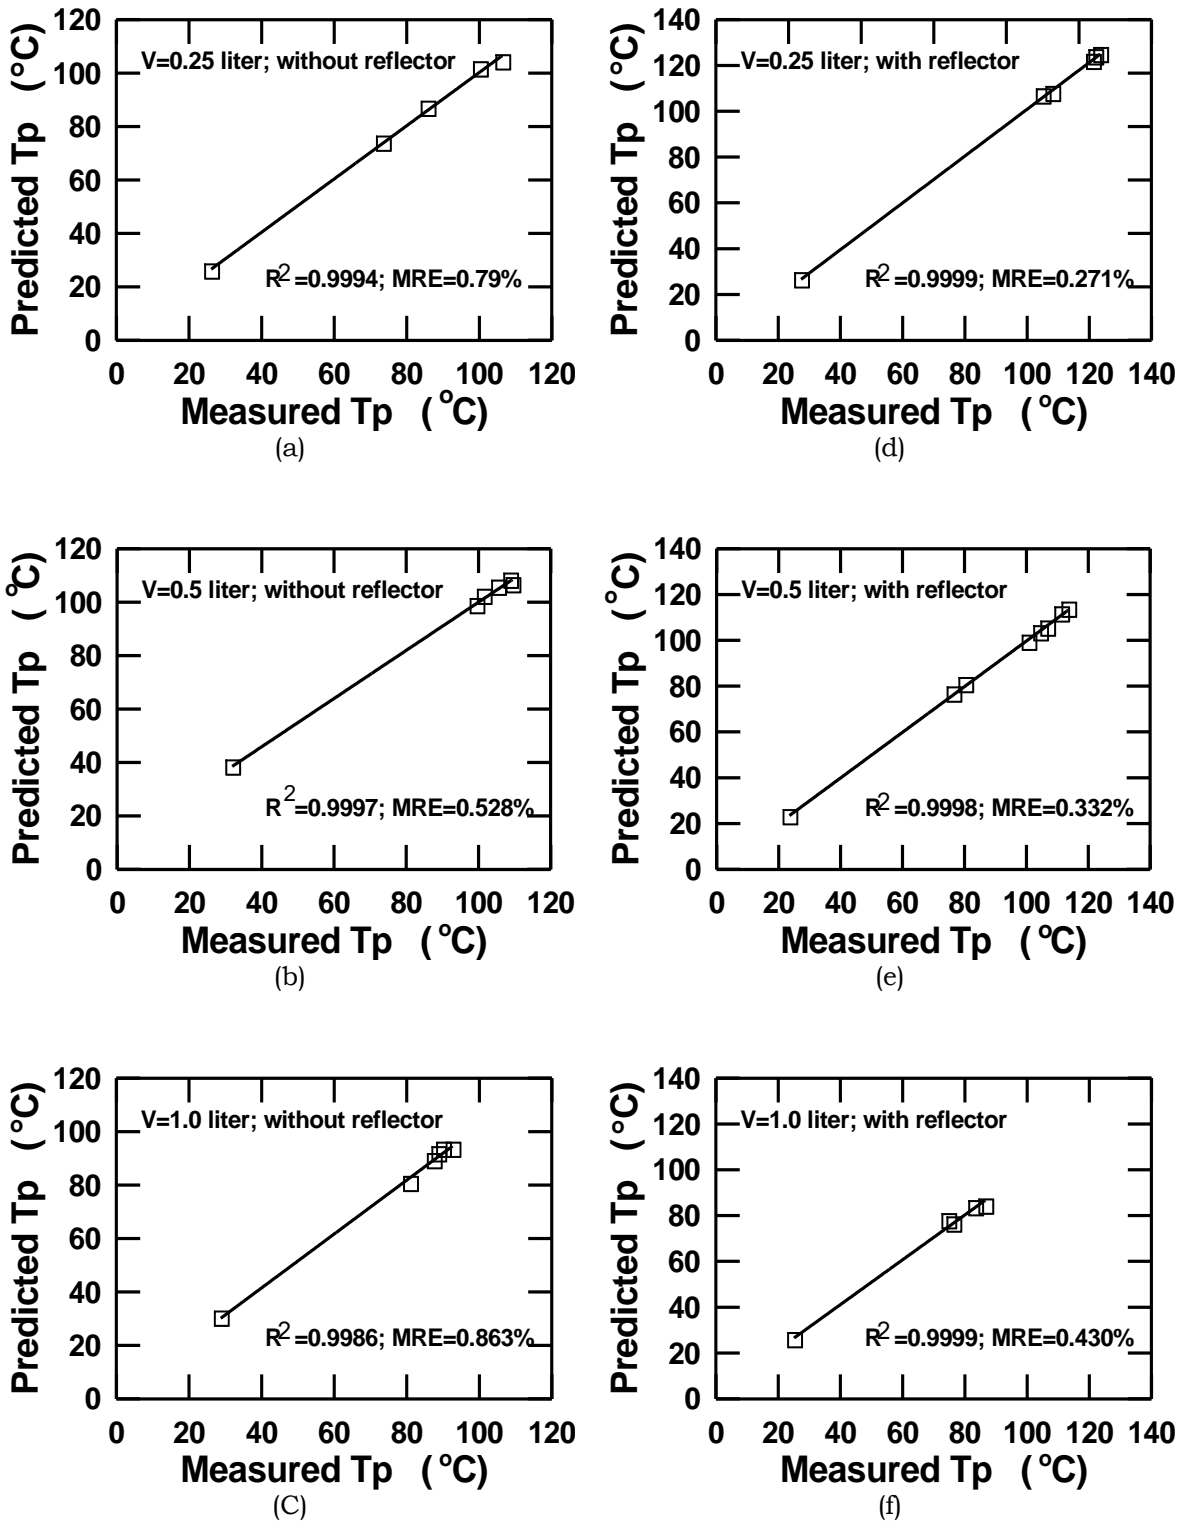 Predicted Tp (°C)
120
100
80
60
40
20
0
V=0.25 liter; without reflector
R2=0.9994; MRE=0.79%
0 20 40 60 80 100 120
Measured Tp (oC)
(a)
Predicted Tp (°C)
140
120
100
80
60
40
20
0
V=0.25 liter; with reflector
R2=0.9999; MRE=0.271%
0 20 40 60 80 100 120 140
Measured Tp (oC)
(d)
Predicted Tp (oC)
120
100
80
60
40
20
0
V=0.5 liter; without reflector
R2=0.9997; MRE=0.528%
0 20 40 60 80 100 120
Measured Tp (oC)
(b)
Predicted Tp (oC)
140
120
100
80
60
40
20
0
V=0.5 liter; with reflector
R2=0.9998; MRE=0.332%
0 20 40 60 80 100 120 140
Measured Tp (oC)
(e)
Predicted Tp (°C)
120
100
80
60
40
20
0
V=1.0 liter; without reflector
R2=0.9986; MRE=0.863%
0 20 40 60 80 100 120
Measured Tp (oC)
(C)
Predicted Tp (°C)
140
120
100
80
60
40
20
0
V=1.0 liter; with reflector
R2=0.9999; MRE=0.430%
0 20 40 60 80 100 120 140
Measured Tp (oC)
(f)